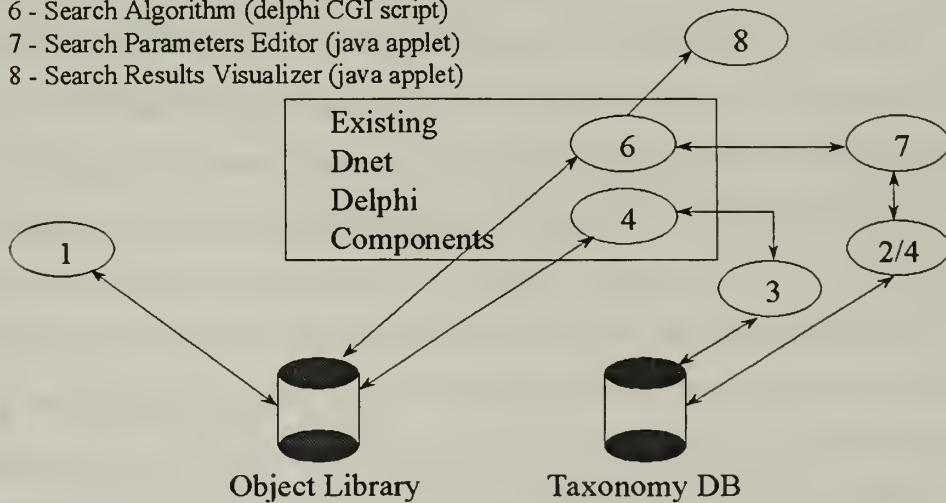 6 - Search Algorithm (delphi CGI script)
7 - Search Parameters Editor (java applet)
8 - Search Results Visualizer (java applet)
8
Existing
Dnet
Delphi
Components
6
7
4
1
2/4
3
Object Library
Taxonomy DB